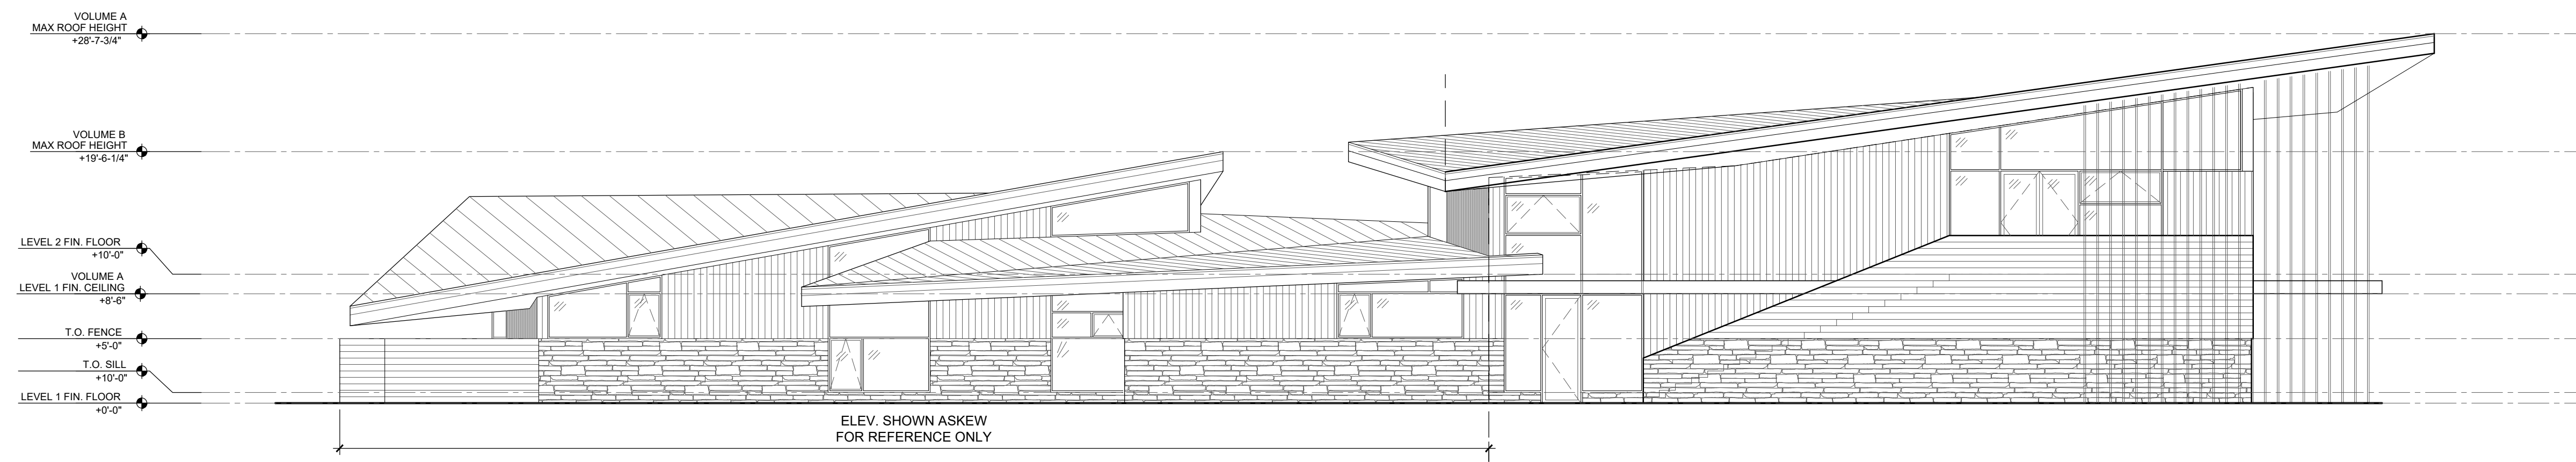 VOLUME A
MAX ROOF HEIGHT
+28'-7-3/4"
VOLUME B
MAX ROOF HEIGHT
+19'-6-1/4"
LEVEL 2 FIN. FLOOR
+10'-0"
VOLUME A
LEVEL 1 FIN. CEILING
+8'-6"
T.O. FENCE
+5'-0"
T.O. SILL
+10'-0"
LEVEL 1 FIN. FLOOR
+0'-0"
ELEV. SHOWN ASKEW
FOR REFERENCE ONLY